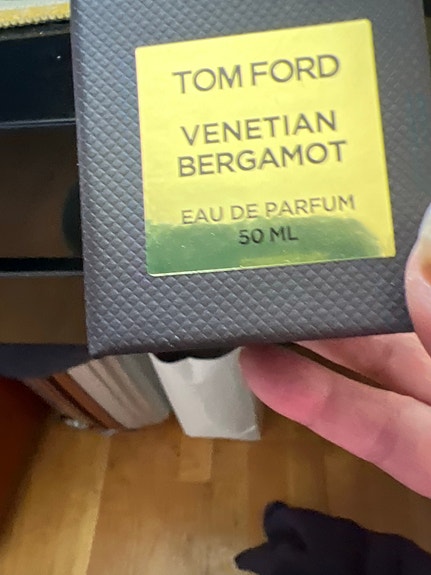 TOM FORD
VENETIAN
BERGAMOT
EAU DE PARFUM
50 ML